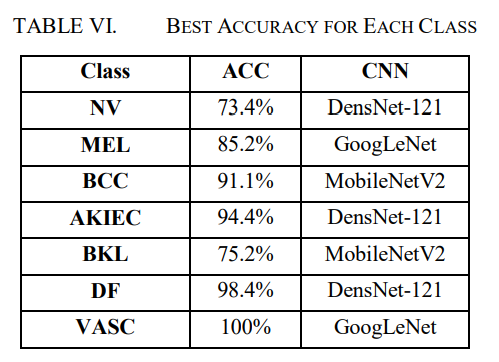 TABLE VI. BEST ACCURACY FOR EACH CLASS
Class ACC CNN
NV 73.4% DensNet-121
MEL 85.2% GoogLeNet
BCC 91.1% MobileNetV2
AKIEC 94.4% DensNet-121
BKL 75.2% MobileNetV2
DF 98.4% DensNet-121
VASC 100% GoogLeNet